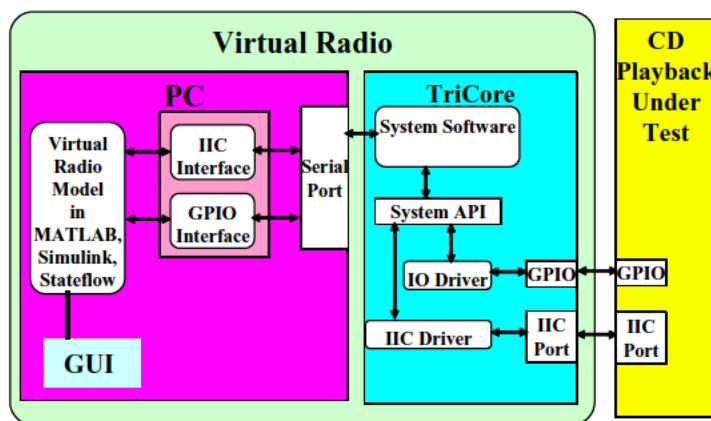 Virtual Radio
PC
Virtual
Radio
Model
in
MATLAB,
Simulink,
Stateflow
GUI
IIC
Interface
GPIO
Interface
Serial
Port
TriCore
System Software
System API
IO Driver
GPIO
IIC Driver
IIC
Port
CD
Playback
Under
Test
GPIO
IIC
Port